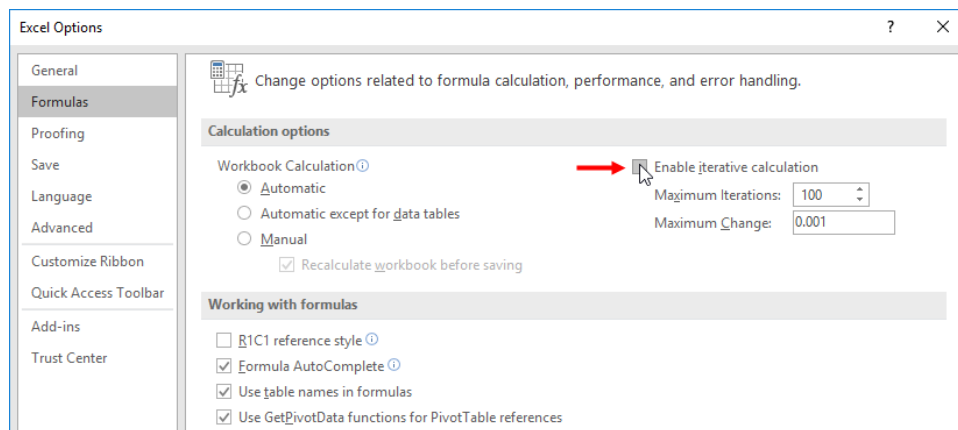 Excel Options
?
General
Formulas
Proofing
Save
Language
Advanced
Customize Ribbon
Quick Access Toolbar
Add-ins
Trust Center
Change options related to formula calculation, performance, and error handling.
Calculation options
Workbook Calculation
Automatic
Automatic except for data tables
Manual
Recalculate workbook before saving
Enable iterative calculation
Maximum Iterations: 100
Maximum Change: 0.001
Working with formulas
R1C1 reference style
Formula AutoComplete
Use table names in formulas
Use GetPivotData functions for PivotTable references